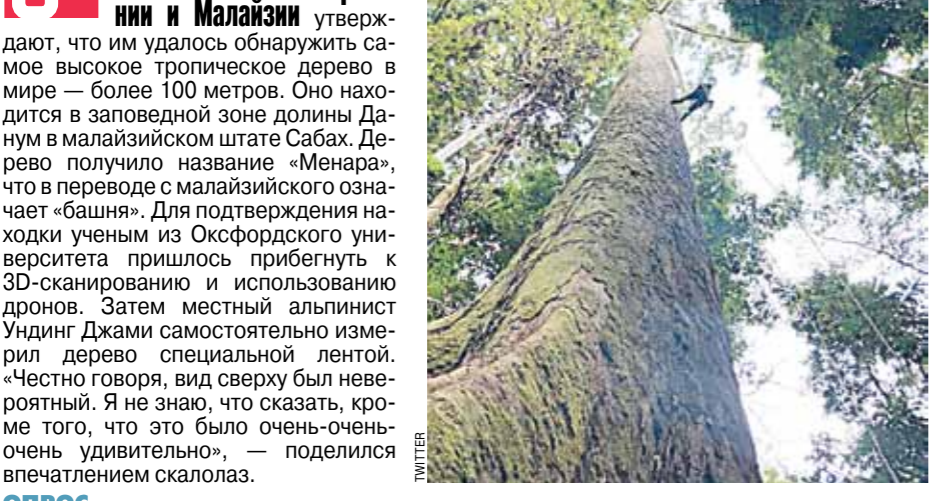 нии и Малайзии утверж-
дают, что им удалось обнаружить са-
мое высокое тропическое дерево в
мире — более 100 метров. Оно нахо-
дится в заповедной зоне долины Да-
нум в малайзийском штате Сабах. Де-
рево получило название «Менара»,
что в переводе с малайзийского озна-
чает «башня». Для подтверждения на-
ходки ученым из Оксфордского уни-
верситета пришлось прибегнуть к
3D-сканированию и использованию
дронов. Затем местный альпинист
Ундинг Джами самостоятельно изме-
рил дерево специальной лентой.
«Честно говоря, вид сверху был неве-
роятный. Я не знаю, что сказать, кро-
ме того, что это было очень-очень-
очень удивительно», — поделился
впечатлением скалолаз.
TWITTER